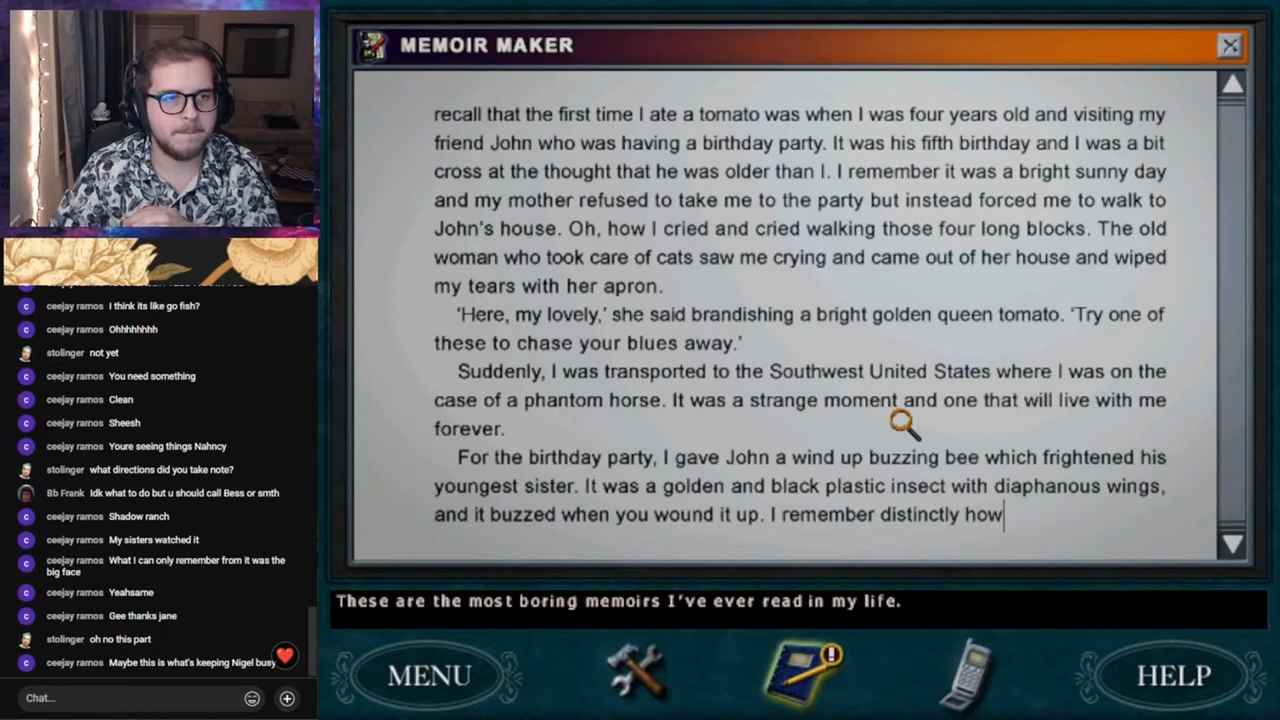 MEMOIR MAKER
recall that the first time I ate a tomato was when I was four years old and visiting my
friend John who was having a birthday party. It was his fifth birthday and I was a bit
cross at the thought that he was older than I. I remember it was a bright sunny day
and my mother refused to take me to the party but instead forced me to walk to
John's house. Oh, how I cried and cried walking those four long blocks. The old
woman who took care of cats saw me crying and came out of her house and wiped
my tears with her apron.
'Here, my lovely,' she said brandishing a bright golden queen tomato. 'Try one of
these to chase your blues away.'
Suddenly, I was transported to the Southwest United States where I was on the
case of a phantom horse. It was a strange moment and one that will live with me
forever.
For the birthday party, I gave John a wind up buzzing bee which frightened his
youngest sister. It was a golden and black plastic insect with diaphanous wings,
and it buzzed when you wound it up. I remember distinctly how
These are the most boring memoirs I've ever read in my life.
MENU
HELP
c ceejay ramos I think its like go fish?
c ceejay ramos Ohhhhhhhh
stolinger not yet
c ceejay ramos You need something
c ceejay ramos Clean
c ceejay ramos Sheesh
c ceejay ramos Youre seeing things Nahncy
stolinger what directions did you take note?
Bb Frank Idk what to do but u should call Bess or smth
c ceejay ramos Shadow ranch
c ceejay ramos My sisters watched it
c ceejay ramos What I can only remember from it was the
big face
c ceejay ramos Yeahsame
c ceejay ramos Gee thanks jane
stolinger oh no this part
c ceejay ramos Maybe this is what's keeping Nigel busy
Chat...